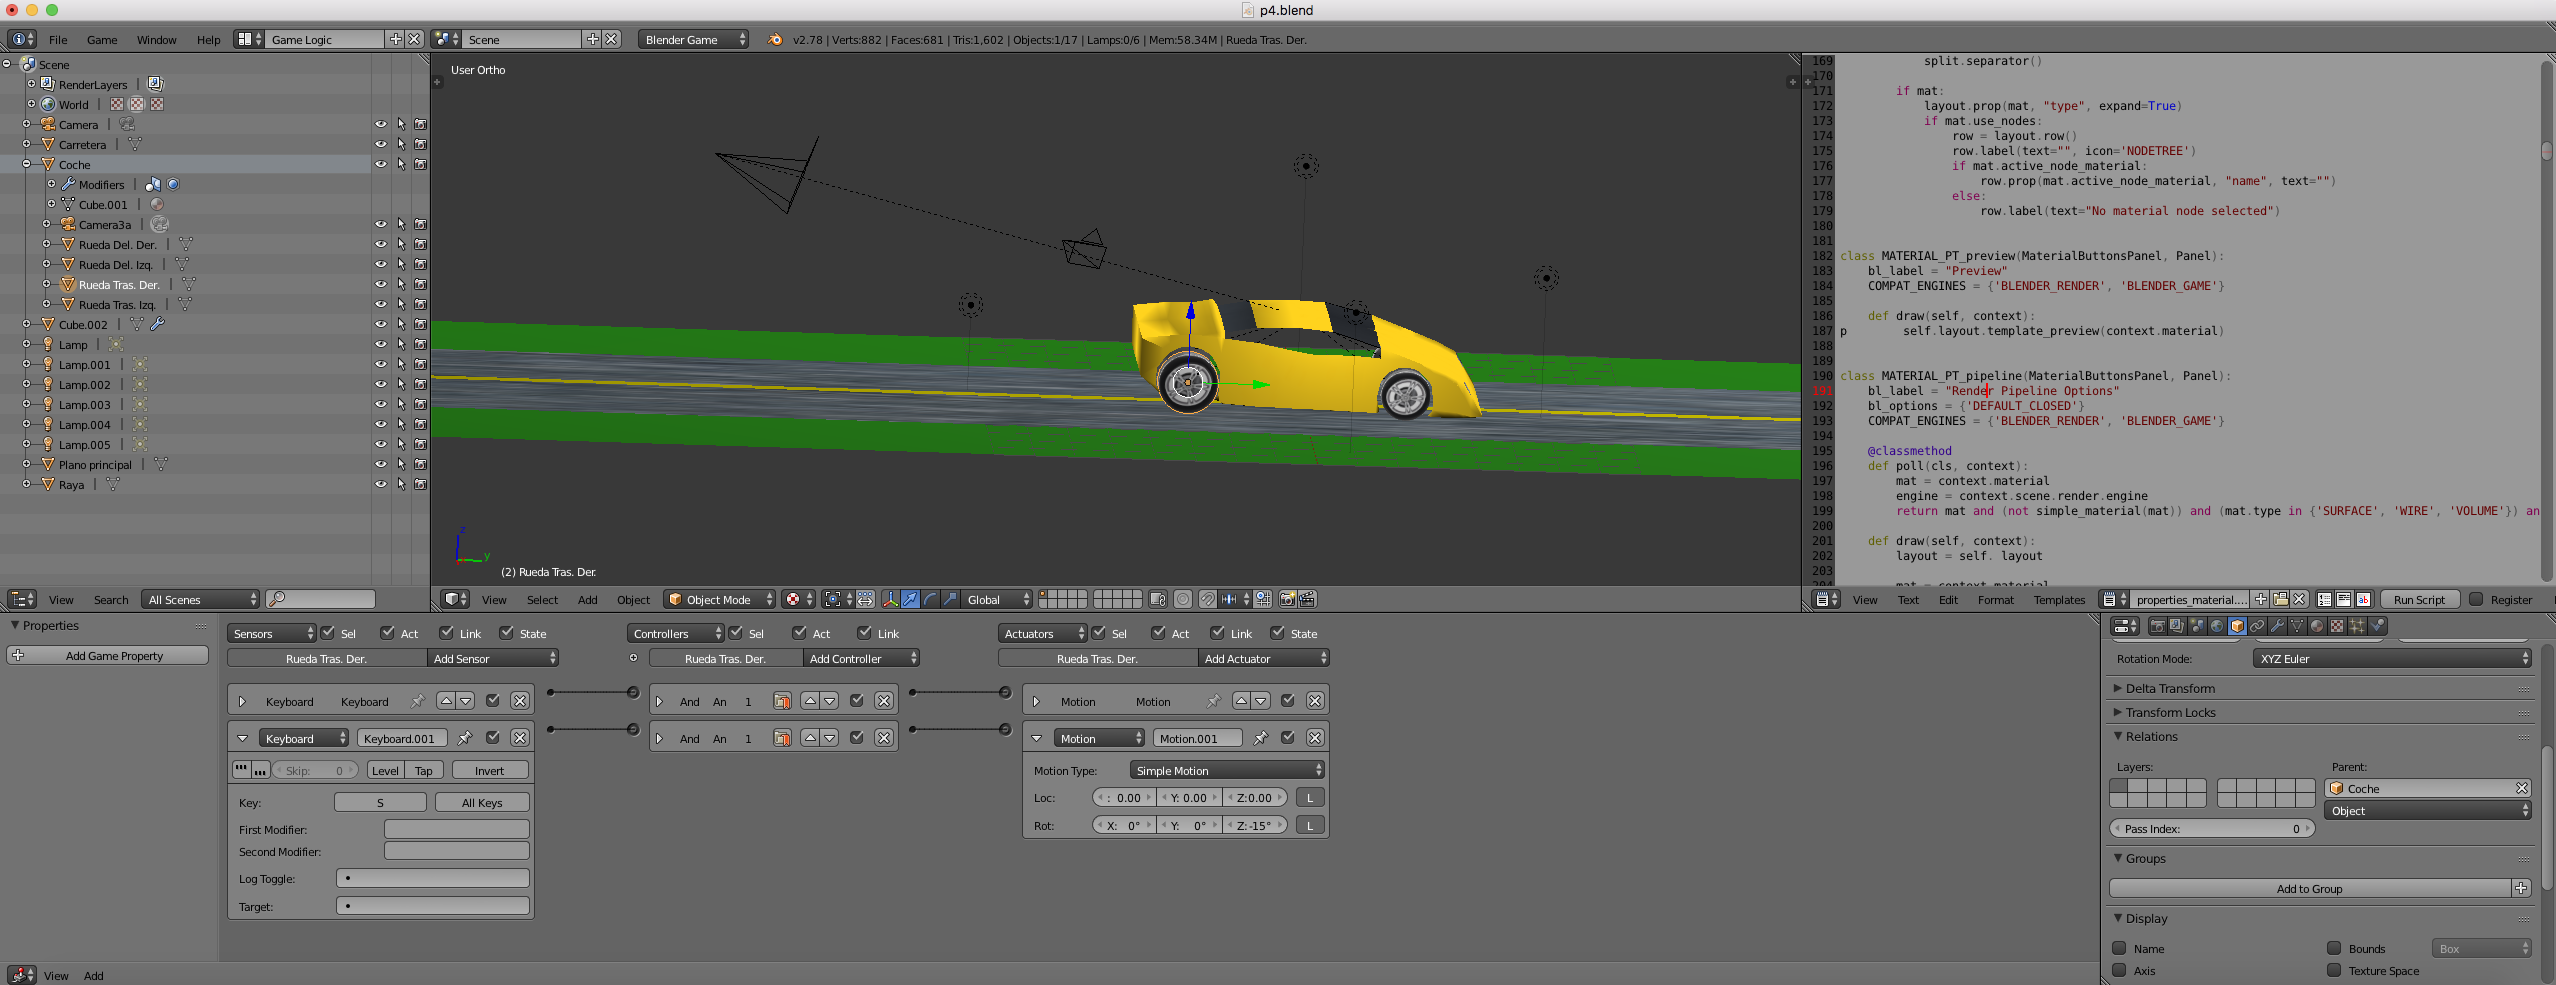 p4.blend
File Game Window Help Game Logic Scene Blender Game v2.78 | Verts:882 | Faces:681 | Tris:1,602 | Objects:1/17 | Lamps:0/6 | Mem:58.34M | Rueda Tras. Der.
Scene
RenderLayers |
World |
Camera |
Carretera |
Coche
Modifiers |
Cube.001 |
Camera3a |
Rueda Del. Der. |
Rueda Del. Izq. |
Rueda Tras. Der. |
Rueda Tras. Izq. |
Cube.002 |
Lamp |
Lamp.001 |
Lamp.002 |
Lamp.003 |
Lamp.004 |
Lamp.005 |
Plano principal |
Raya |
View Search All Scenes
User Ortho
z
y
(2) Rueda Tras. Der.
View Select Add Object Object Mode Global
169 split.separator()
170
171 if mat:
172 layout.prop(mat, "type", expand=True)
173 if mat.use_nodes:
174 row = layout.row()
175 row.label(text="", icon='NODETREE')
176 if mat.active_node_material:
177 row.prop(mat.active_node_material, "name", text="")
178 else:
179 row.label(text="No material node selected")
180
181
182 class MATERIAL_PT_preview(MaterialButtonsPanel, Panel):
183 bl_label = "Preview"
184 COMPAT_ENGINES = {'BLENDER_RENDER', 'BLENDER_GAME'}
185
186 def draw(self, context):
187 p self.layout.template_preview(context.material)
188
189
190 class MATERIAL_PT_pipeline(MaterialButtonsPanel, Panel):
191 bl_label = "Render Pipeline Options"
192 bl_options = {'DEFAULT_CLOSED'}
193 COMPAT_ENGINES = {'BLENDER_RENDER', 'BLENDER_GAME'}
194
195 @classmethod
196 def poll(cls, context):
197 mat = context.material
198 engine = context.scene.render.engine
199 return mat and (not simple_material(mat)) and (mat.type in {'SURFACE', 'WIRE', 'VOLUME'}) an
200
201 def draw(self, context):
202 layout = self. layout
203
204 mat = context.material
View Text Edit Format Templates properties_material.... Run Script Register
Properties
Add Game Property
Sensors Sel Act Link State Controllers Sel Act Link Actuators Sel Act Link State
Rueda Tras. Der. Add Sensor Rueda Tras. Der. Add Controller Rueda Tras. Der. Add Actuator
Keyboard Keyboard And An 1 Motion Motion
Keyboard Keyboard.001 And An 1 Motion Motion.001
Skip: 0 Level Tap Invert
Key: S All Keys
First Modifier:
Second Modifier:
Log Toggle:
Target:
Motion Type: Simple Motion
Loc: : 0.00 Y: 0.00 Z:0.00 L
Rot: X: 0° Y: 0° Z:-15° L
View Add
Rotation Mode: XYZ Euler
Delta Transform
Transform Locks
Relations
Layers: Parent:
Coche
Object
Pass Index: 0
Groups
Add to Group
Display
Name Bounds Box
Axis Texture Space